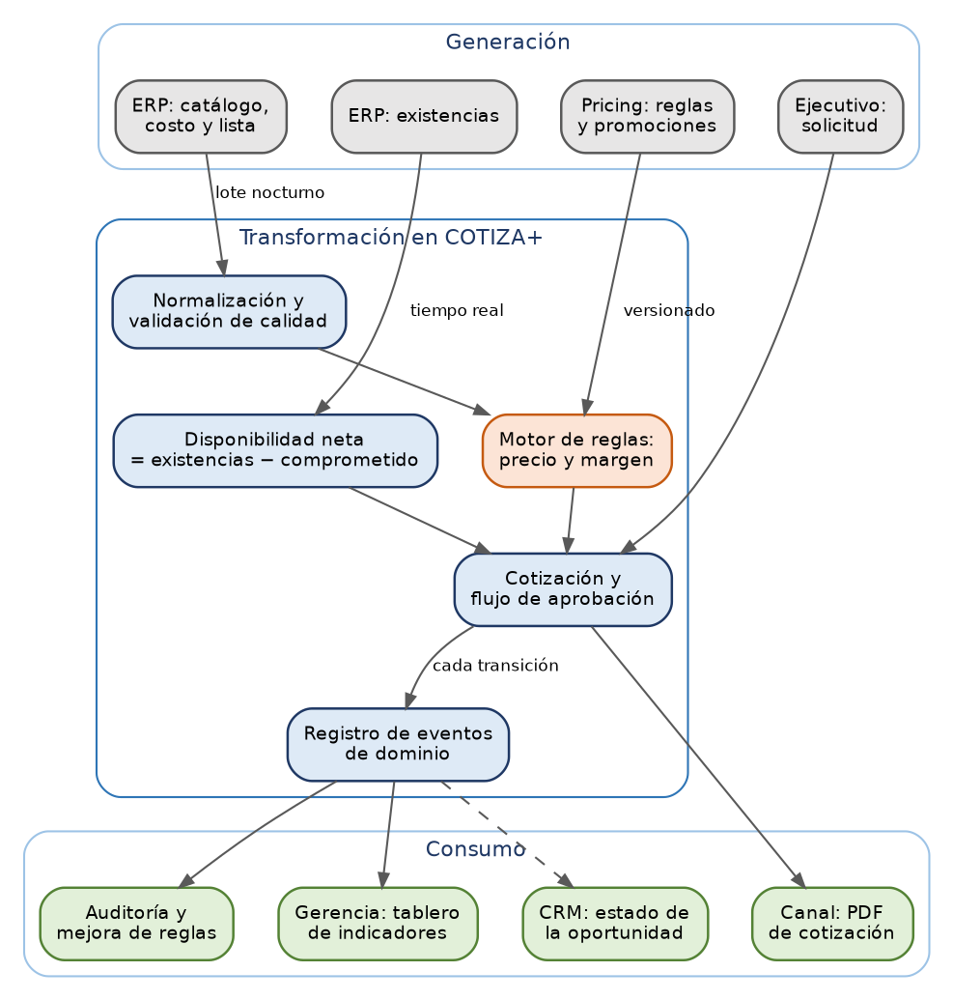 Generación
ERP: catálogo,
costo y lista
ERP: existencias
Pricing: reglas
y promociones
Ejecutivo:
solicitud
lote nocturno
Transformación en COTIZA+
Normalización y
validación de calidad
tiempo real
versionado
Disponibilidad neta
= existencias − comprometido
Motor de reglas:
precio y margen
Cotización y
flujo de aprobación
cada transición
Registro de eventos
de dominio
Consumo
Auditoría y
mejora de reglas
Gerencia: tablero
de indicadores
CRM: estado de
la oportunidad
Canal: PDF
de cotización